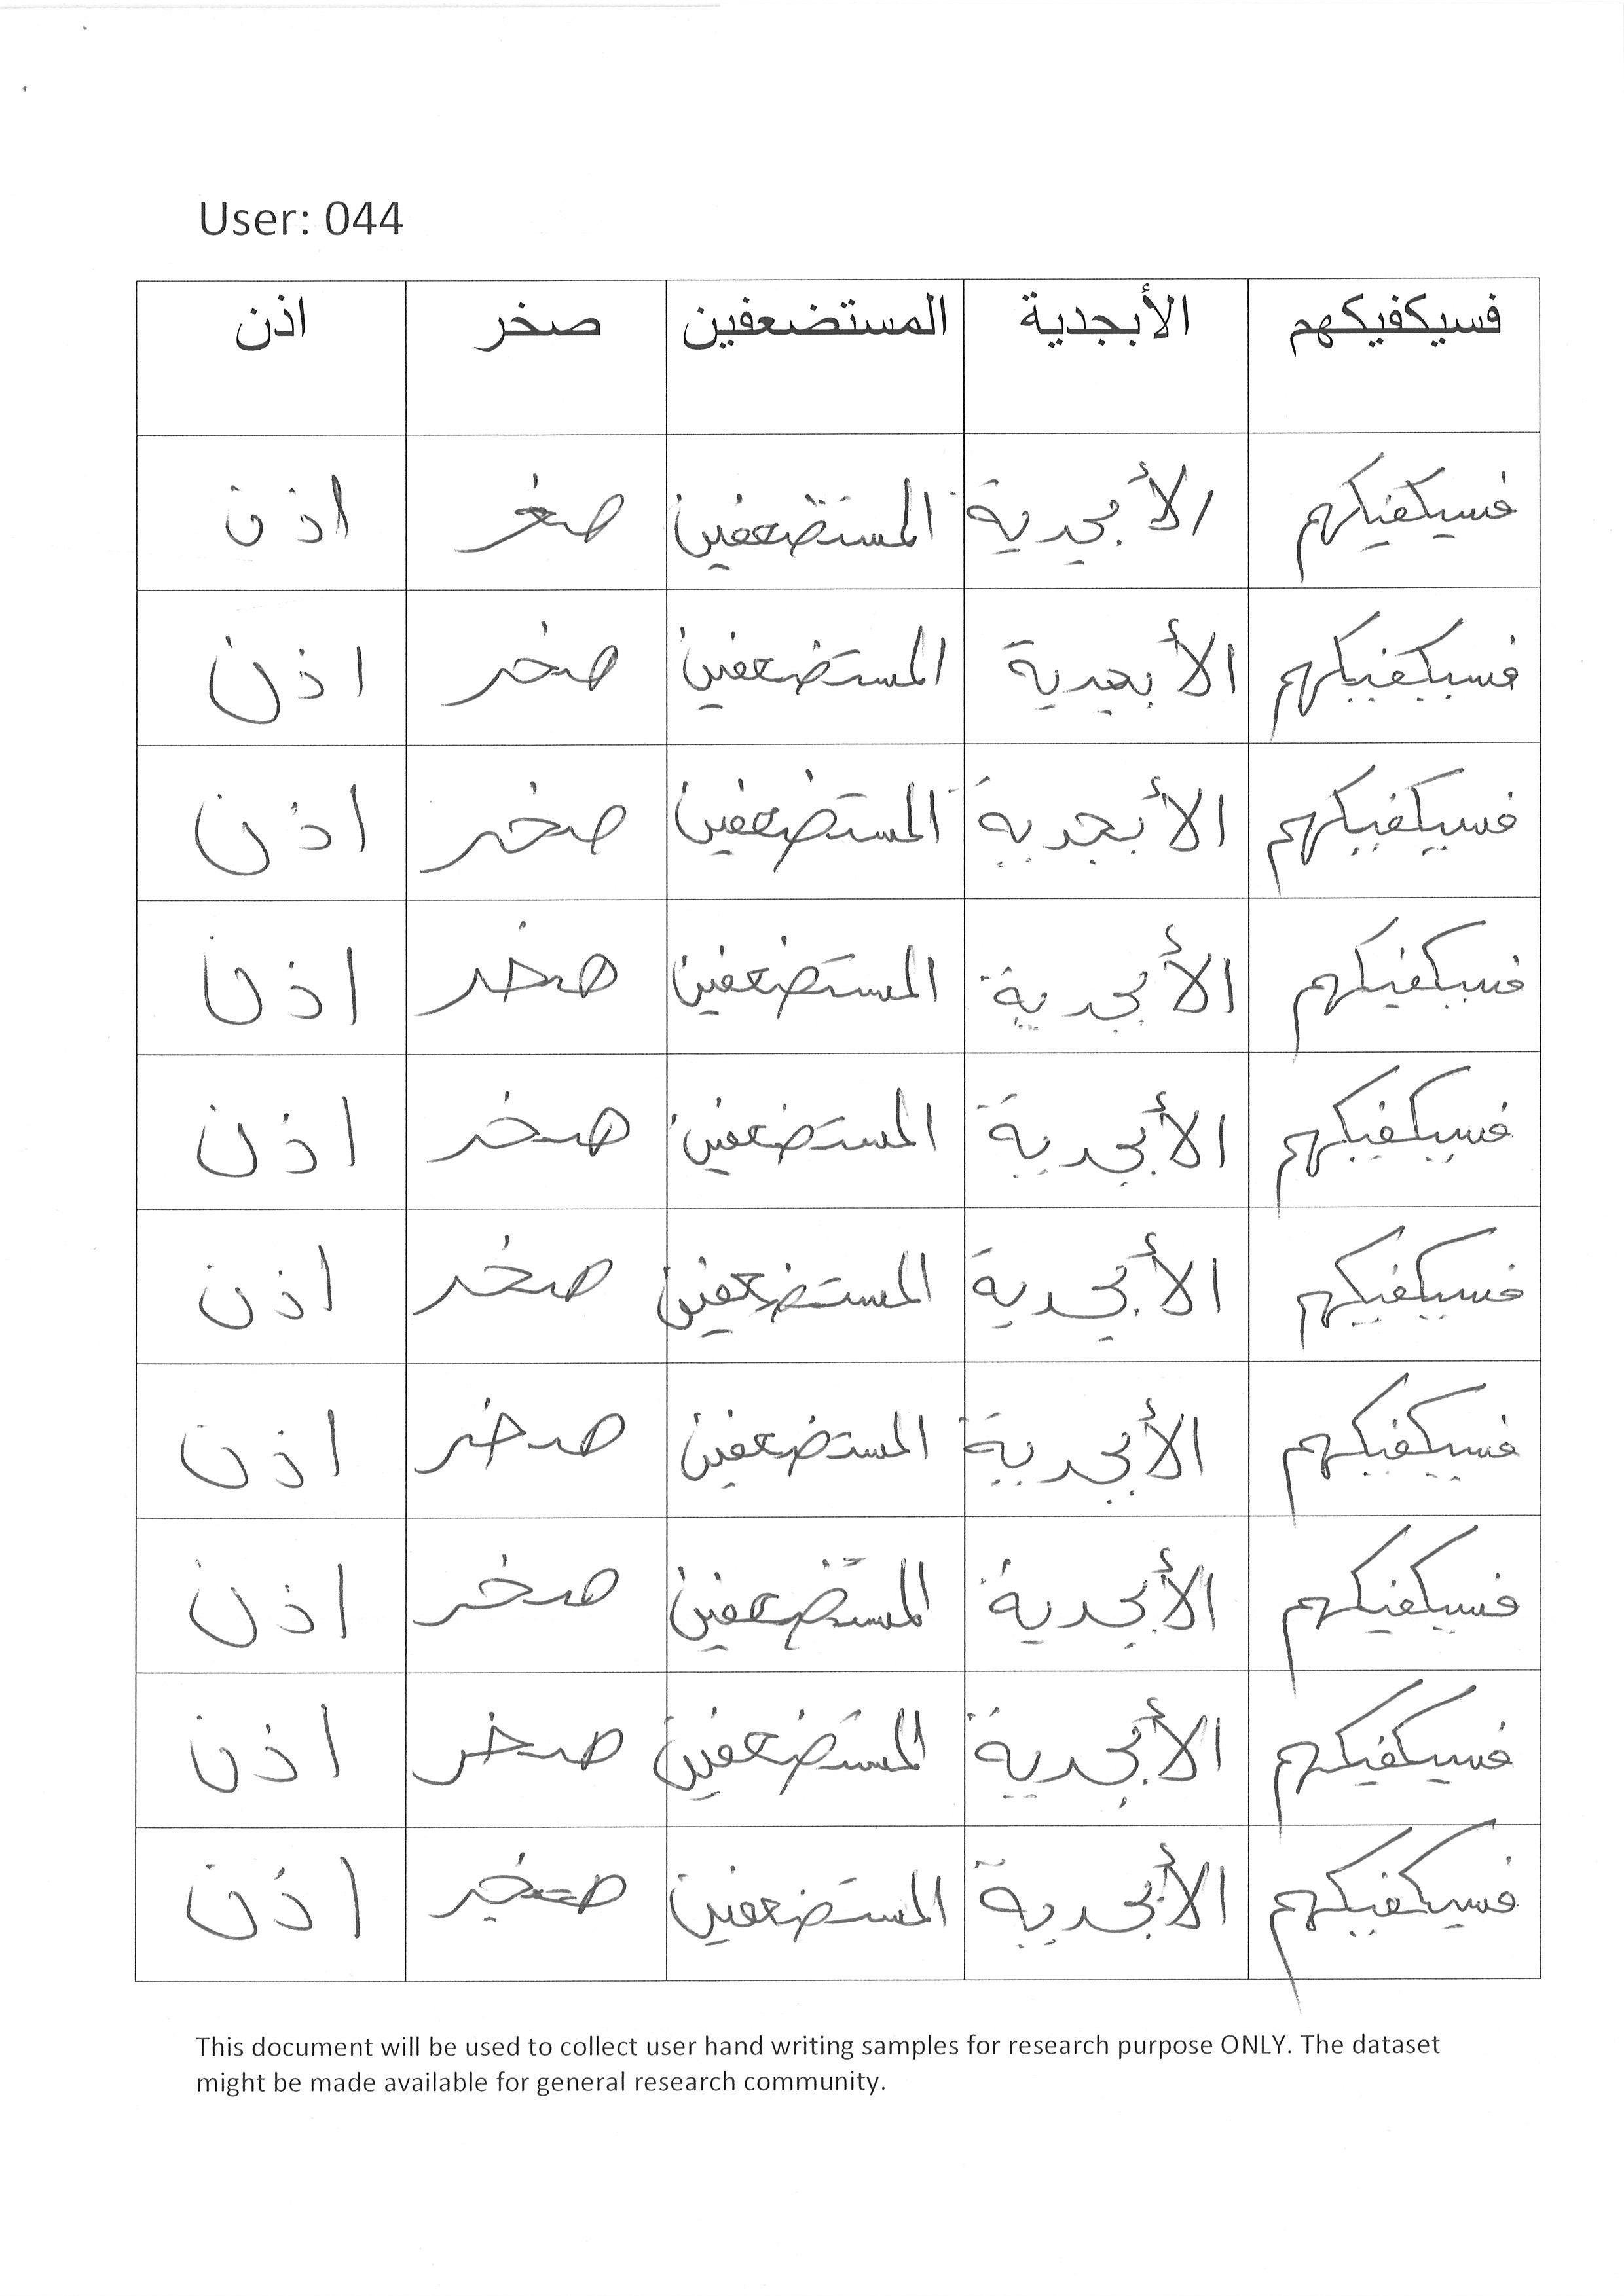 User: 044
فسيكفيكهم الأبجدية المستضعفين صخر اذن
فسيكفيكهم الأبجدية المستضعفين صخر اذن
فسيكفيكهم الأبجدية المستضعفين صخر اذن
فسيكفيكهم الأبجدية المستضعفين صخر اذن
فسيكفيكهم الأبجدية المستضعفين صخر اذن
فسيكفيكهم الأبجدية المستضعفين صخر اذن
فسيكفيكهم الأبجدية المستضعفين صخر اذن
فسيكفيكهم الأبجدية المستضعفين صخر اذن
فسيكفيكهم الأبجدية المستضعفين صخر اذن
فسيكفيكهم الأبجدية المستضعفين صخر اذن
فسيكفيكهم الأبجدية المستضعفين صخر اذن
This document will be used to collect user hand writing samples for research purpose ONLY. The dataset
might be made available for general research community.